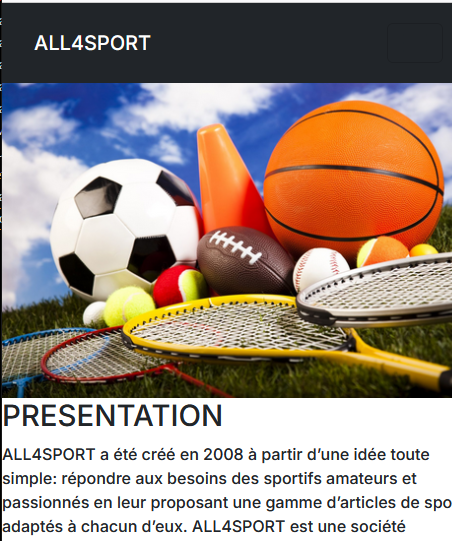 ALL4SPORT
PRESENTATION
ALL4SPORT a été créé en 2008 à partir d’une idée toute
simple: répondre aux besoins des sportifs amateurs et
passionnés en leur proposant une gamme d’articles de spo
adaptés à chacun d’eux. ALL4SPORT est une société